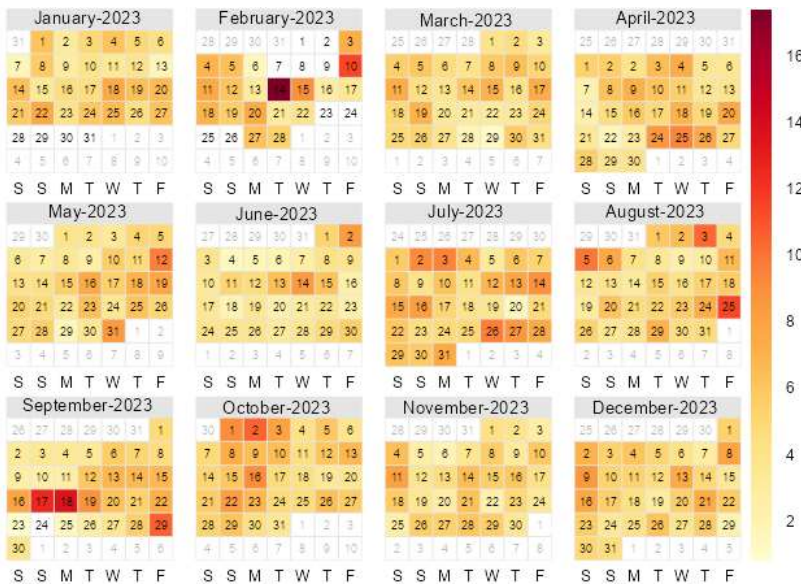 January-2023
31 1 2 3 4 5 6
7 8 9 10 11 12 13
14 15 16 17 18 19 20
21 22 23 24 25 26 27
28 29 30 31 1 2 3
4 5 6 7 8 9 10
S S M T W T F
February-2023
28 29 30 31 1 2 3
4 5 6 7 8 9 10
11 12 13 14 15 16 17
18 19 20 21 22 23 24
25 26 27 28 1 2 3
4 5 6 7 8 9 10
S S M T W T F
March-2023
25 26 27 28 1 2 3
4 5 6 7 8 9 10
11 12 13 14 15 16 17
18 19 20 21 22 23 24
25 26 27 28 29 30 31
1 2 3 4 5 6 7
S S M T W T F
April-2023
25 26 27 28 29 30 31
1 2 2 3 4 5 6
7 8 9 10 11 12 13
14 15 16 17 18 19 20
21 22 23 24 25 26 27
28 29 30 1 2 3 4
S S M T W T F
May-2023
29 30 1 2 3 4 5
6 7 8 9 10 11 12
13 14 15 16 17 18 19
20 21 22 23 24 25 26
27 28 29 30 31 1 2
3 4 5 6 7 8 9
S S M T W T F
June-2023
27 28 29 30 31 1 2
3 4 5 6 7 8 9
10 11 12 13 14 15 16
17 18 19 20 21 22 23
24 25 26 27 28 29 30
1 2 3 4 5 6 7
S S M T W T F
July-2023
24 25 26 27 28 29 30
1 2 3 4 5 6 7
8 9 10 11 12 13 14
15 16 17 18 19 20 21
22 23 24 25 26 27 28
29 30 31 1 2 3 4
S S M T W T F
August-2023
29 30 31 1 2 3 4
5 6 7 8 9 10 11
12 13 14 15 16 17 18
19 20 21 22 23 24 25
26 27 28 29 30 31 1
2 3 4 5 6 7 8
S S M T W T F
September-2023
26 27 28 29 30 31 1
2 3 4 5 6 7 8
9 10 11 12 13 14 15
16 17 18 19 20 21 22
23 24 25 26 27 28 29
30 1 2 3 4 5 6
S S M T W T F
October-2023
30 1 2 3 4 5 6
7 8 9 10 11 12 13
14 15 16 17 18 19 20
21 22 23 24 25 26 27
28 29 30 31 1 2 3
4 5 6 7 8 9 10
S S M T W T F
November-2023
28 29 30 31 1 2 3
4 5 6 7 8 9 10
11 12 13 14 15 16 17
18 19 20 21 22 23 24
25 26 27 28 29 30 1
2 3 4 5 6 7 8
S S M T W T F
December-2023
25 26 27 28 29 30 1
2 3 4 5 6 7 8
9 10 11 12 13 14 15
16 17 18 19 20 21 22
23 24 25 26 27 28 29
30 31 1 2 3 4 5
S S M T W T F
16
14
12
10
8
6
4
2